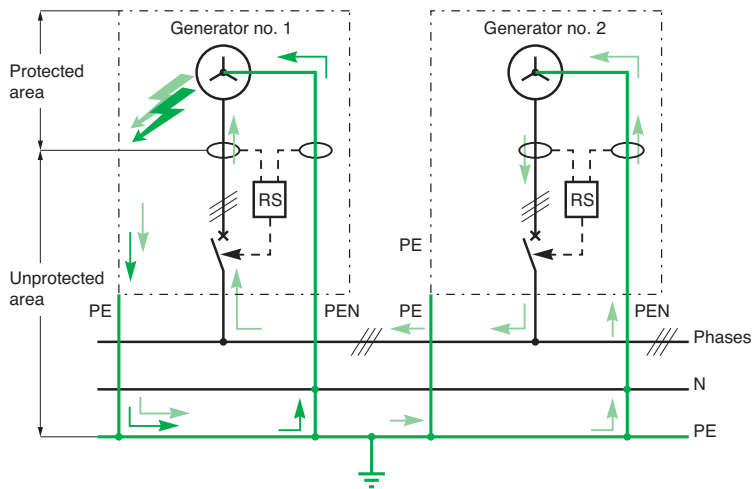 Generator no. 1
Generator no. 2
Protected
area
RS
RS
PE
Unprotected
area
PE
PEN
PE
PEN
Phases
N
PE